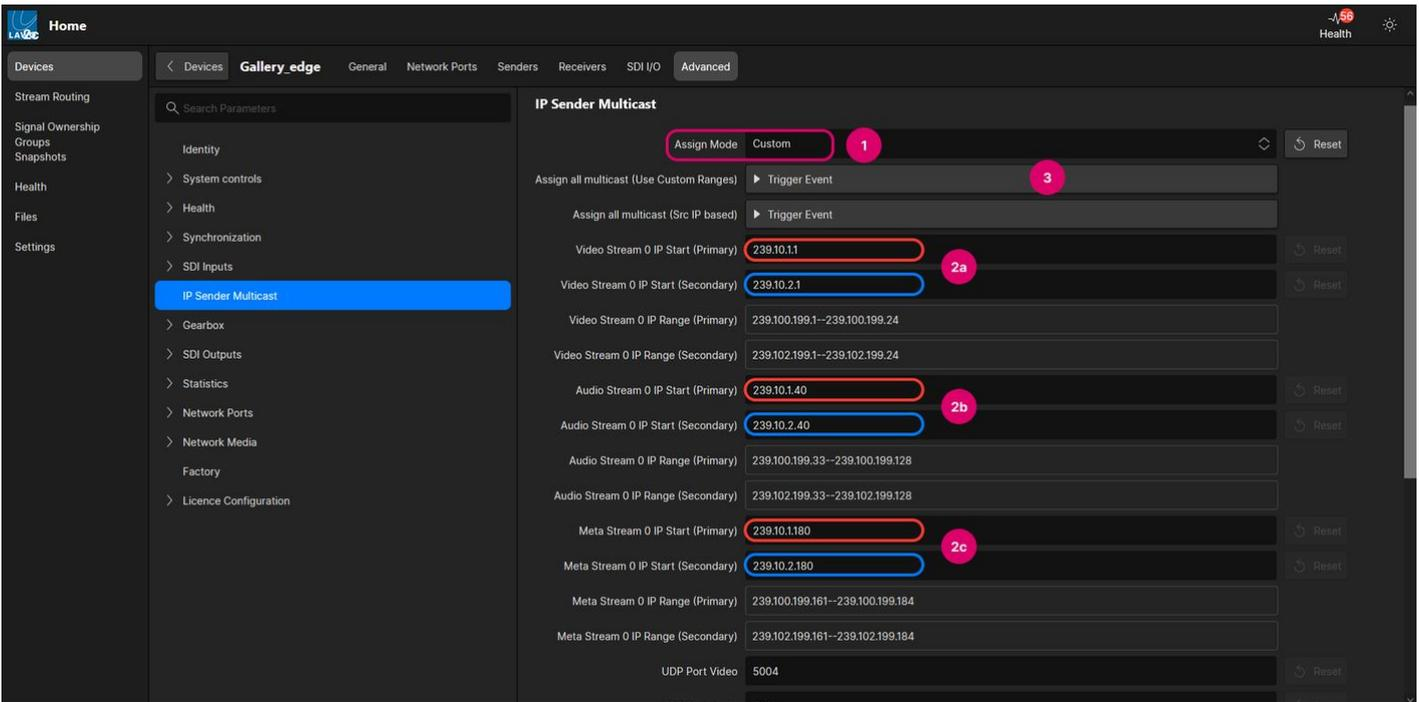 LAWO
Home
56
Health
Devices
Stream Routing
Signal Ownership
Groups
Snapshots
Health
Files
Settings
Devices Gallery_edge General Network Ports Senders Receivers SDI I/O Advanced
Search Parameters
Identity
System controls
Health
Synchronization
SDI Inputs
IP Sender Multicast
Gearbox
SDI Outputs
Statistics
Network Ports
Network Media
Factory
Licence Configuration
IP Sender Multicast
Assign Mode Custom 1 Reset
Assign all multicast (Use Custom Ranges) Trigger Event 3
Assign all multicast (Src IP based) Trigger Event
Video Stream 0 IP Start (Primary) 239.10.1.1 Reset
2a
Video Stream 0 IP Start (Secondary) 239.10.2.1 Reset
Video Stream 0 IP Range (Primary) 239.100.199.1--239.100.199.24
Video Stream 0 IP Range (Secondary) 239.102.199.1--239.102.199.24
Audio Stream 0 IP Start (Primary) 239.10.1.40 Reset
2b
Audio Stream 0 IP Start (Secondary) 239.10.2.40 Reset
Audio Stream 0 IP Range (Primary) 239.100.199.33--239.100.199.128
Audio Stream 0 IP Range (Secondary) 239.102.199.33--239.102.199.128
Meta Stream 0 IP Start (Primary) 239.10.1.180 Reset
2c
Meta Stream 0 IP Start (Secondary) 239.10.2.180 Reset
Meta Stream 0 IP Range (Primary) 239.100.199.161--239.100.199.184
Meta Stream 0 IP Range (Secondary) 239.102.199.161--239.102.199.184
UDP Port Video 5004 Reset